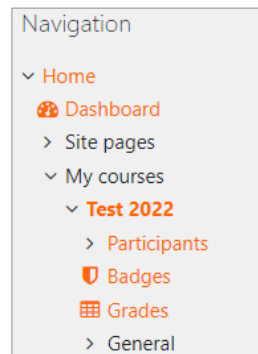 Navigation
Home
Dashboard
Site pages
My courses
Test 2022
Participants
Badges
Grades
General